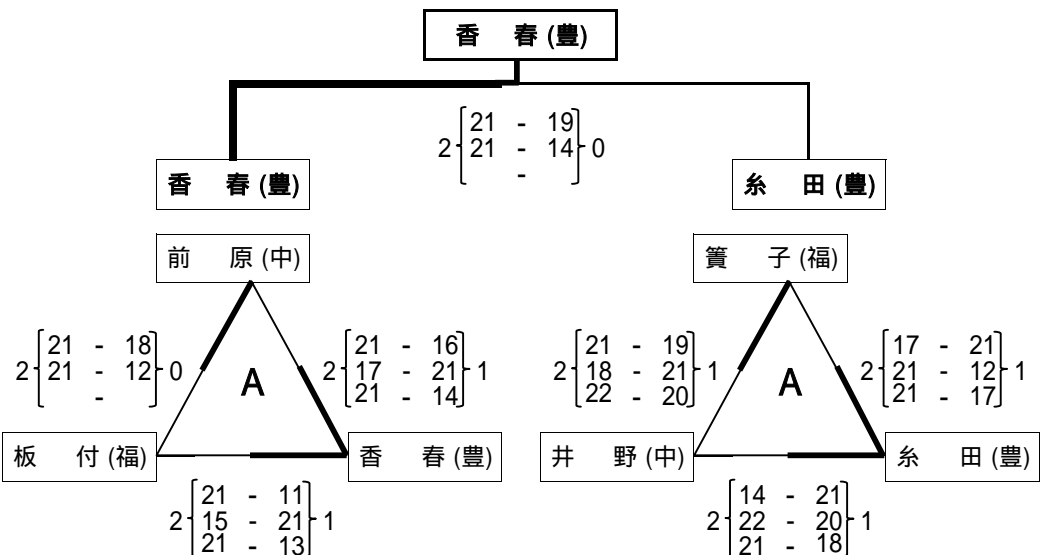 香 春 (豊)
21 - 19
2 21 - 14 0
-
香 春 (豊) 糸 田 (豊)
前 原 (中) 簀 子 (福)
21 - 18 21 - 16 21 - 19 17 - 21
2 21 - 12 0 2 17 - 21 1 2 18 - 21 1 2 21 - 12 1
- 21 - 14 22 - 20 21 - 17
A A
板 付 (福) 香 春 (豊) 井 野 (中) 糸 田 (豊)
21 - 11 14 - 21
2 15 - 21 1 2 22 - 20 1
21 - 13 21 - 18